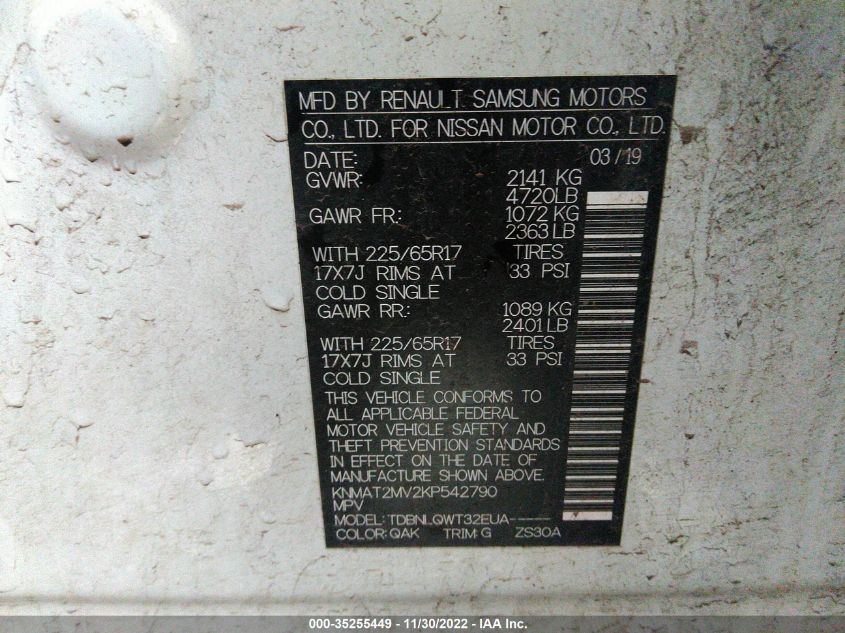 MFD BY RENAULT SAMSUNG MOTORS
CO., LTD. FOR NISSAN MOTOR CO., LTD.
DATE: 03/19
GVWR: 2141 KG
4720LB
GAWR FR.: 1072 KG
2363LB
WITH 225/65R17 TIRES
17X7J RIMS AT 33 PSI
COLD SINGLE
GAWR RR.: 1089 KG
2401LB
WITH 225/65R17 TIRES
17X7J RIMS AT 33 PSI
COLD SINGLE
THIS VEHICLE CONFORMS TO
ALL APPLICABLE FEDERAL
MOTOR VEHICLE SAFETY AND
THEFT PREVENTION STANDARDS
IN EFFECT ON THE DATE OF
MANUFACTURE SHOWN ABOVE.
KNMAT2MV2KP542790
MPV
MODEL: TDBNLQWT32EUA-----
COLOR: QAK TRIM: G ZS30A
000-35255449 - 11/30/2022 - IAA Inc.